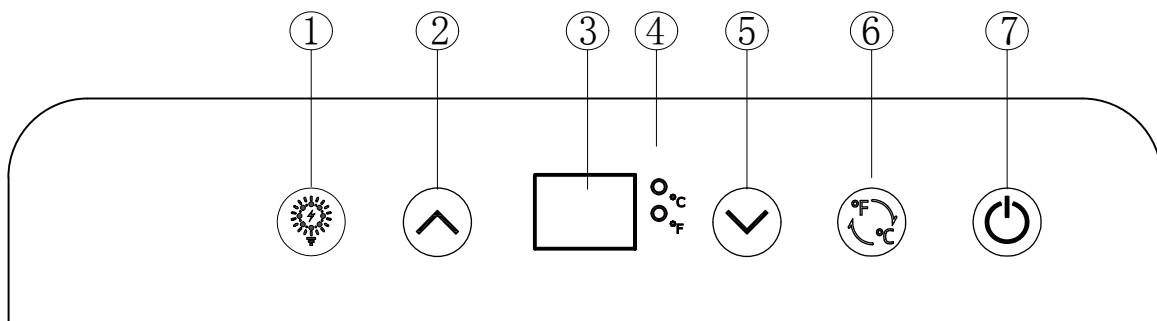 ① ② ③ ④ ⑤ ⑥ ⑦
°C
°F
°F
°C